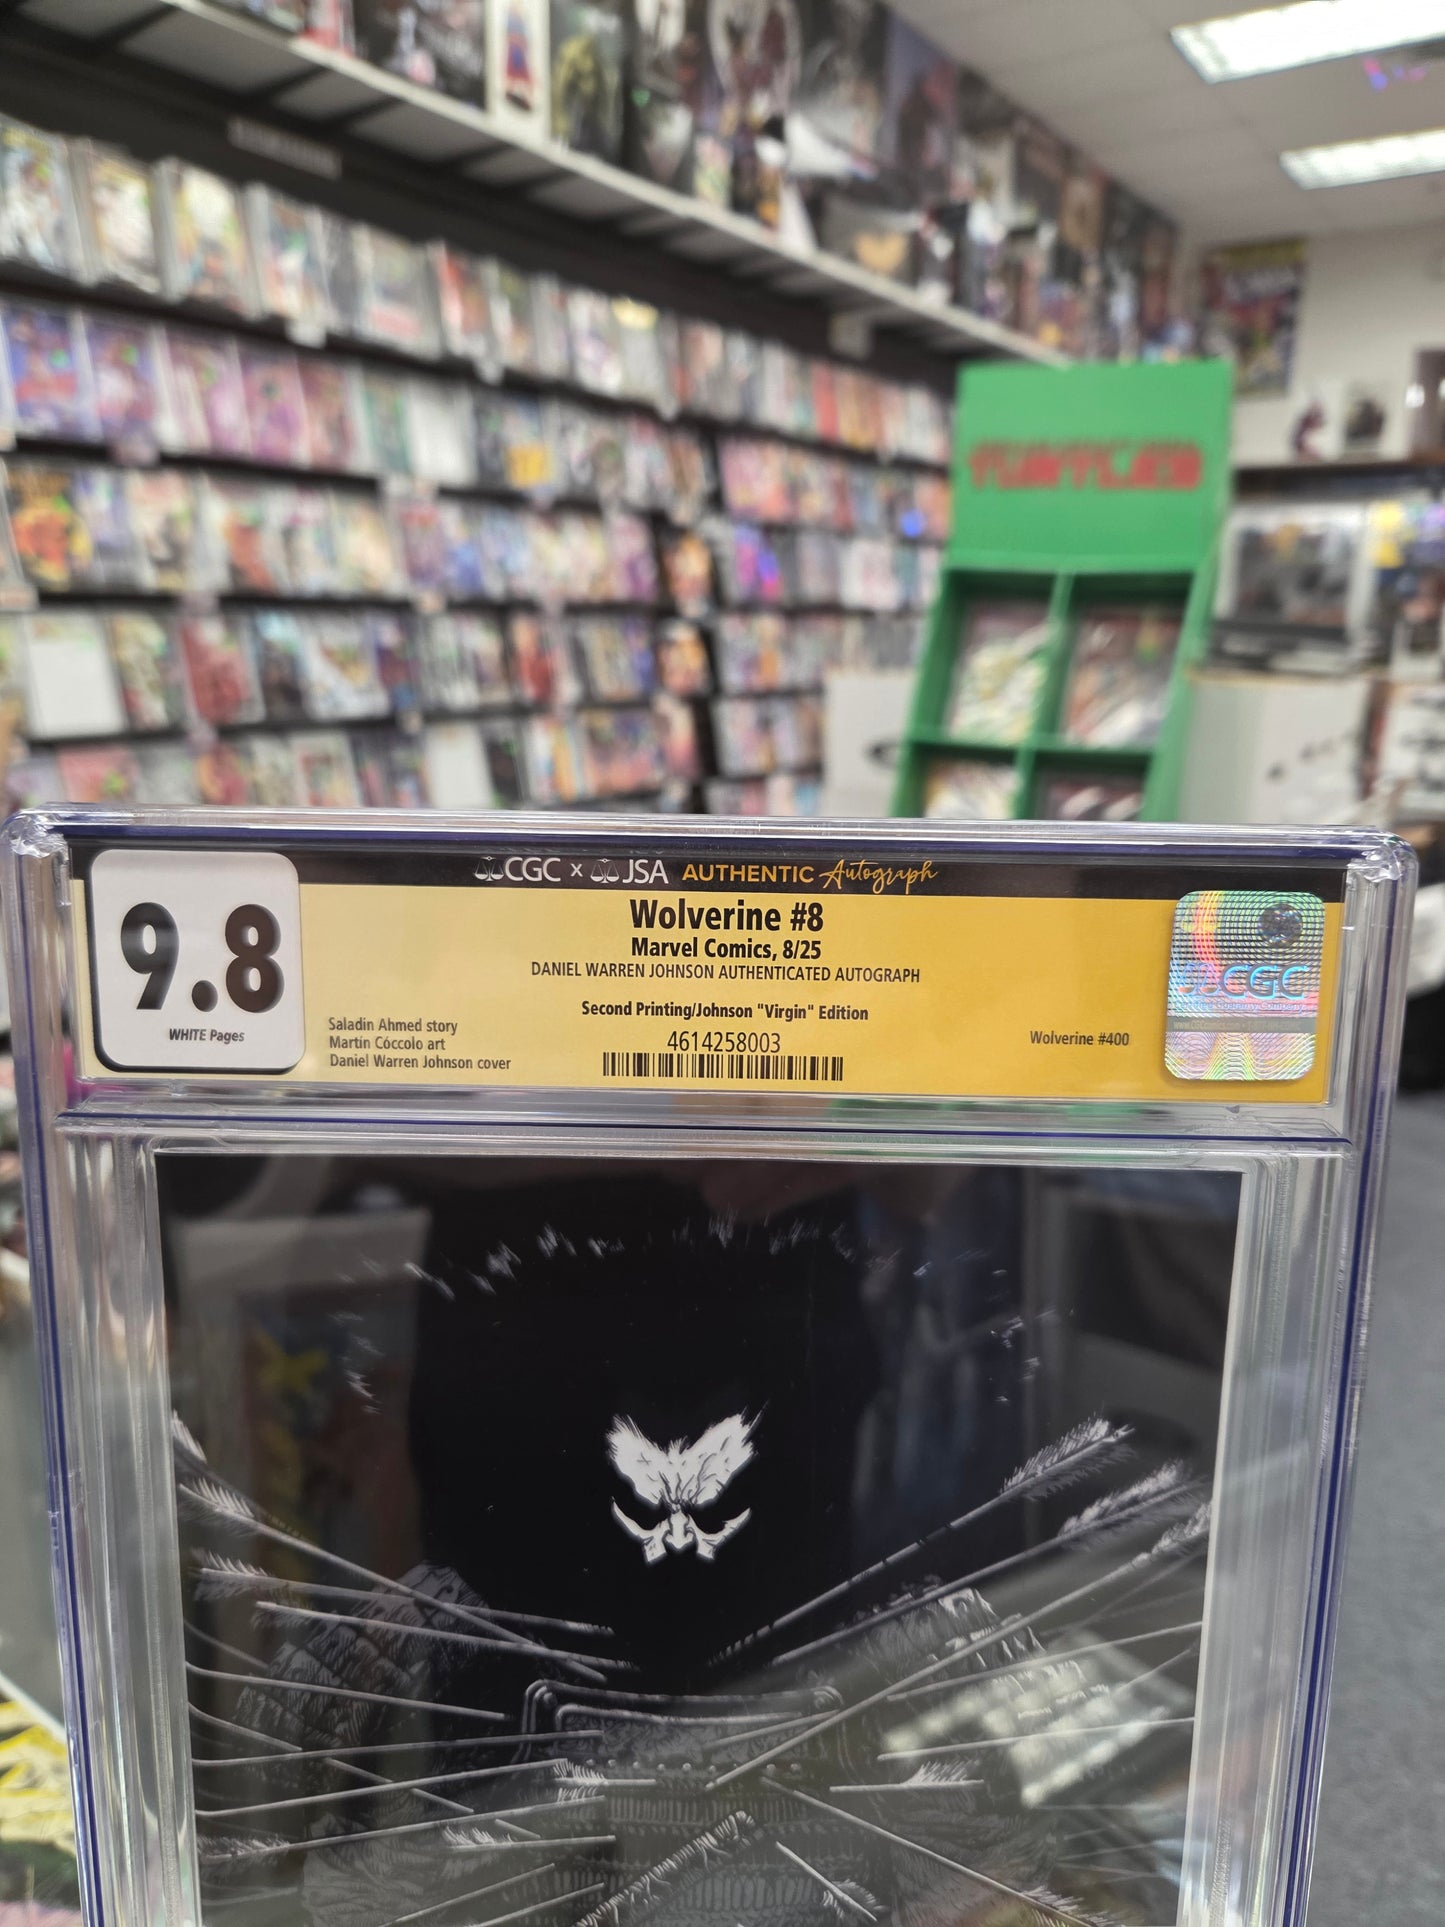 TURTLES
CGC x JSA AUTHENTIC Autograph
9.8
WHITE Pages
Wolverine #8
Marvel Comics, 8/25
DANIEL WARREN JOHNSON AUTHENTICATED AUTOGRAPH
Second Printing/Johnson "Virgin" Edition
4614258003
Saladin Ahmed story
Martín Cóccolo art
Daniel Warren Johnson cover
Wolverine #400
CGC